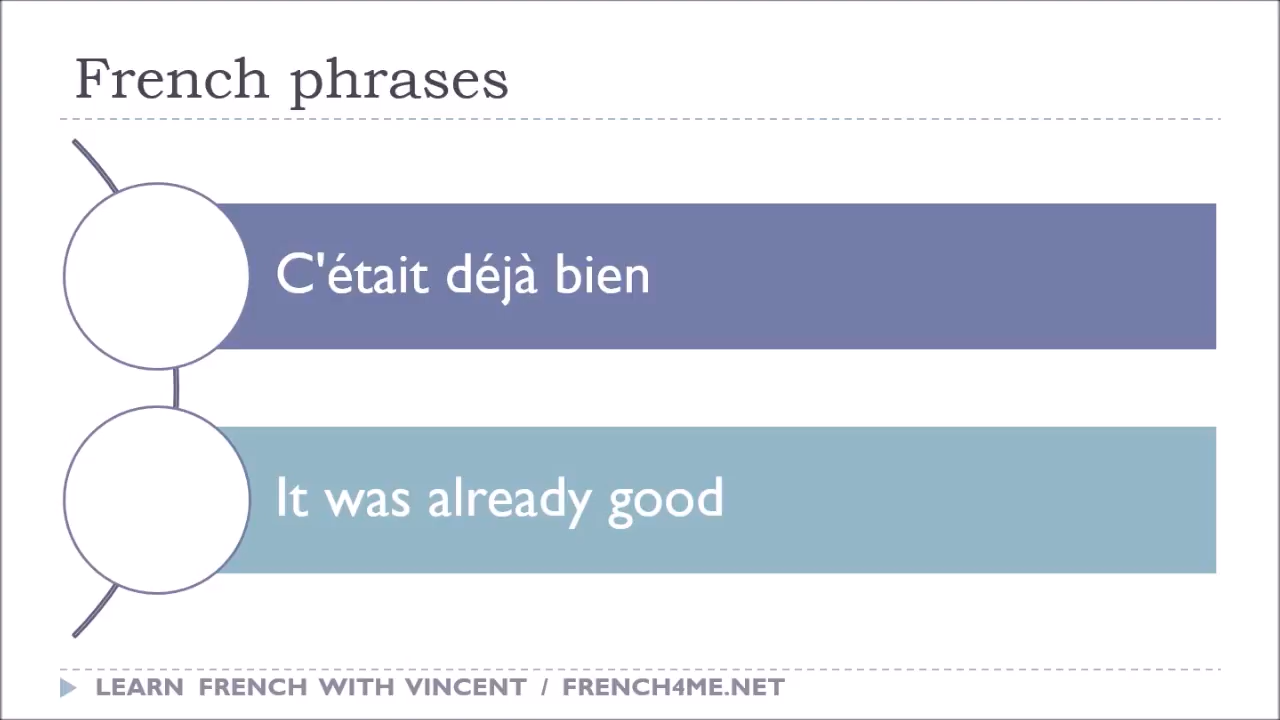 French phrases
C'était déjà bien
It was already good
LEARN FRENCH WITH VINCENT / FRENCH4ME.NET